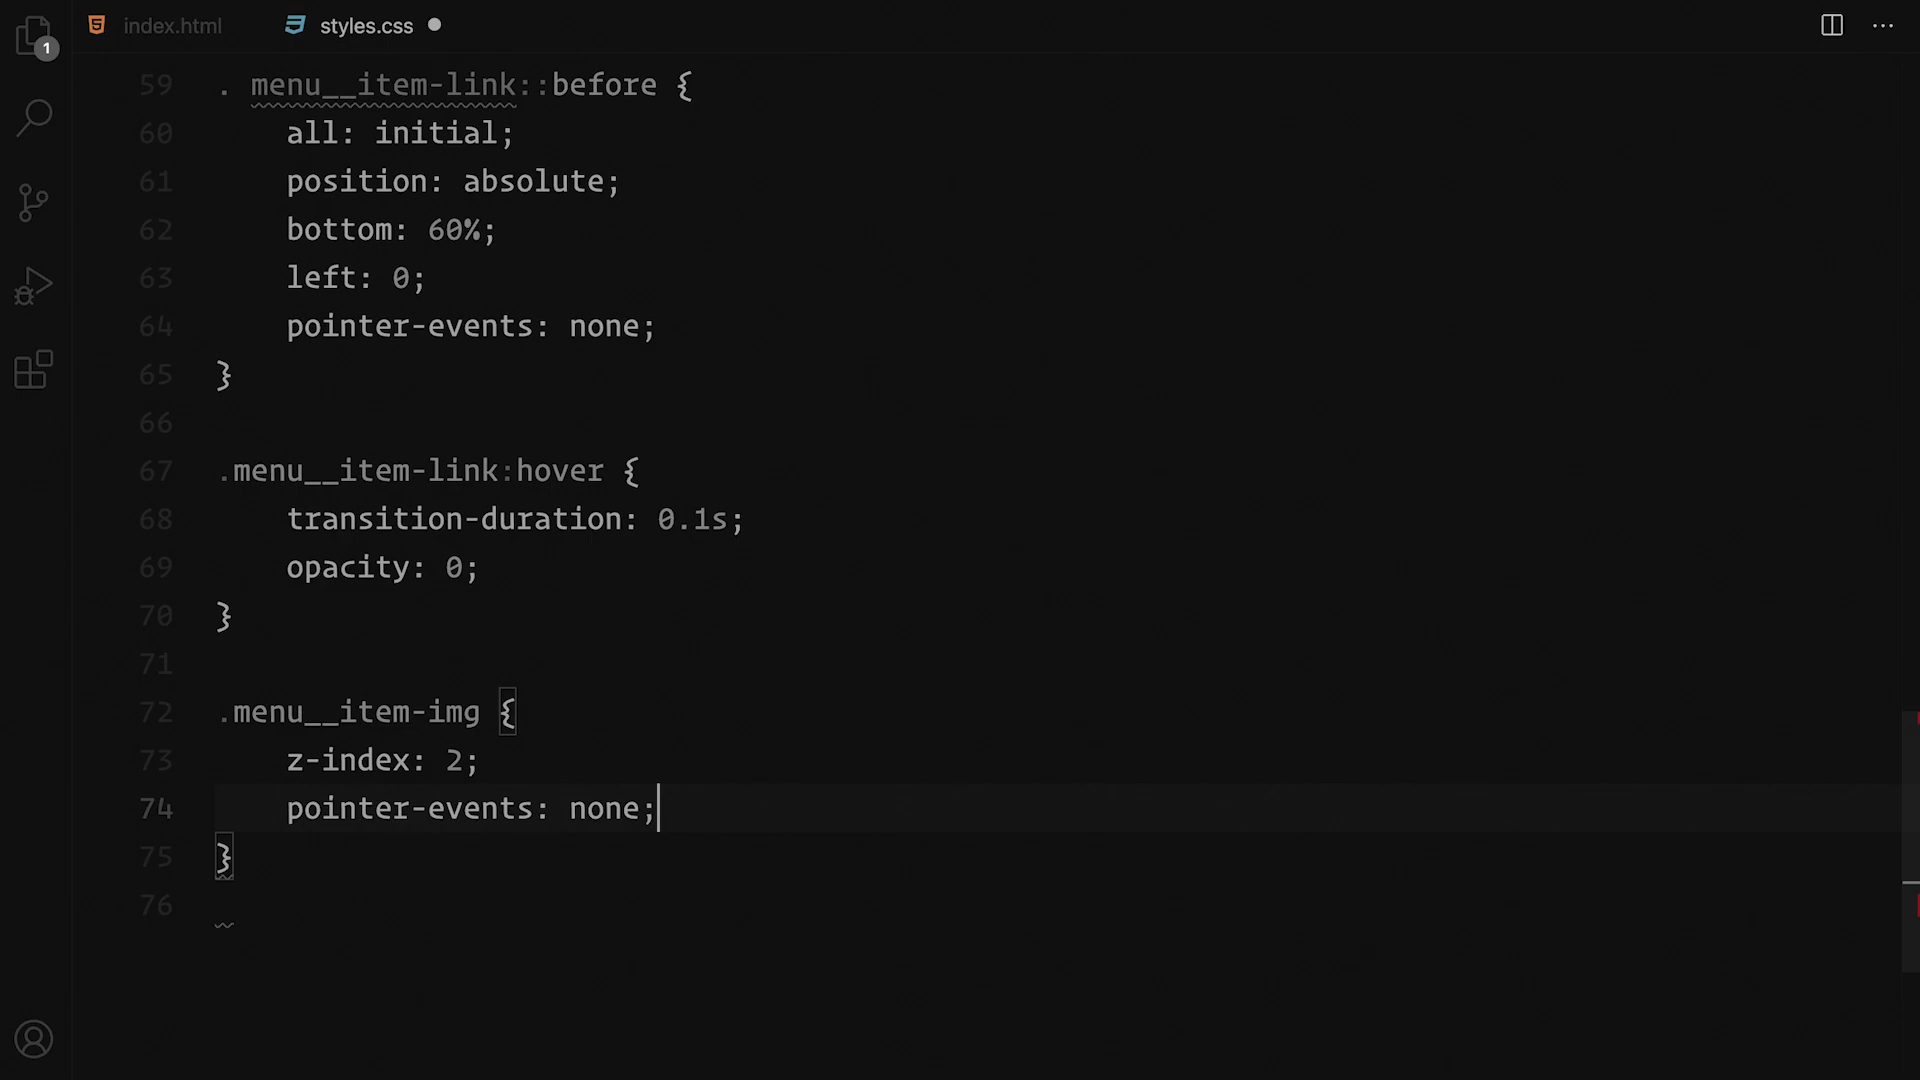 index.html styles.css
1
59 . menu__item-link::before {
60 all: initial;
61 position: absolute;
62 bottom: 60%;
63 left: 0;
64 pointer-events: none;
65 }
66
67 .menu__item-link:hover {
68 transition-duration: 0.1s;
69 opacity: 0;
70 }
71
72 .menu__item-img {
73 z-index: 2;
74 pointer-events: none;
75 }
76